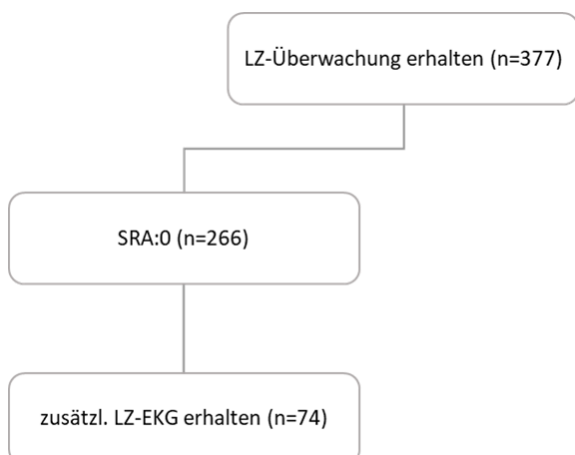 LZ-Überwachung erhalten (n=377)
SRA:0 (n=266)
zusätzl. LZ-EKG erhalten (n=74)